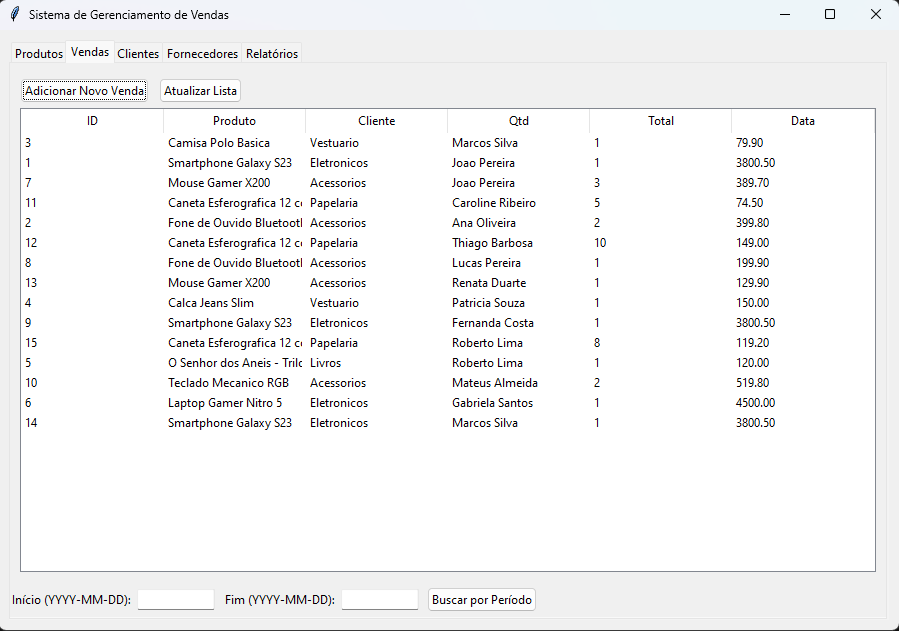 Sistema de Gerenciamento de Vendas
Produtos Vendas Clientes Fornecedores Relatórios
Adicionar Novo Venda Atualizar Lista
ID Produto Cliente Qtd Total Data
3 Camisa Polo Basica Vestuario Marcos Silva 1 79.90
1 Smartphone Galaxy S23 Eletronicos Joao Pereira 1 3800.50
7 Mouse Gamer X200 Acessorios Joao Pereira 3 389.70
11 Caneta Esferografica 12 c Papelaria Caroline Ribeiro 5 74.50
2 Fone de Ouvido Bluetoot Acessorios Ana Oliveira 2 399.80
12 Caneta Esferografica 12 c Papelaria Thiago Barbosa 10 149.00
8 Fone de Ouvido Bluetoot Acessorios Lucas Pereira 1 199.90
13 Mouse Gamer X200 Acessorios Renata Duarte 1 129.90
4 Calca Jeans Slim Vestuario Patricia Souza 1 150.00
9 Smartphone Galaxy S23 Eletronicos Fernanda Costa 1 3800.50
15 Caneta Esferografica 12 c Papelaria Roberto Lima 8 119.20
5 O Senhor dos Aneis - Tril Livros Roberto Lima 1 120.00
10 Teclado Mecanico RGB Acessorios Mateus Almeida 2 519.80
6 Laptop Gamer Nitro 5 Eletronicos Gabriela Santos 1 4500.00
14 Smartphone Galaxy S23 Eletronicos Marcos Silva 1 3800.50
Início (YYYY-MM-DD): Fim (YYYY-MM-DD): Buscar por Período